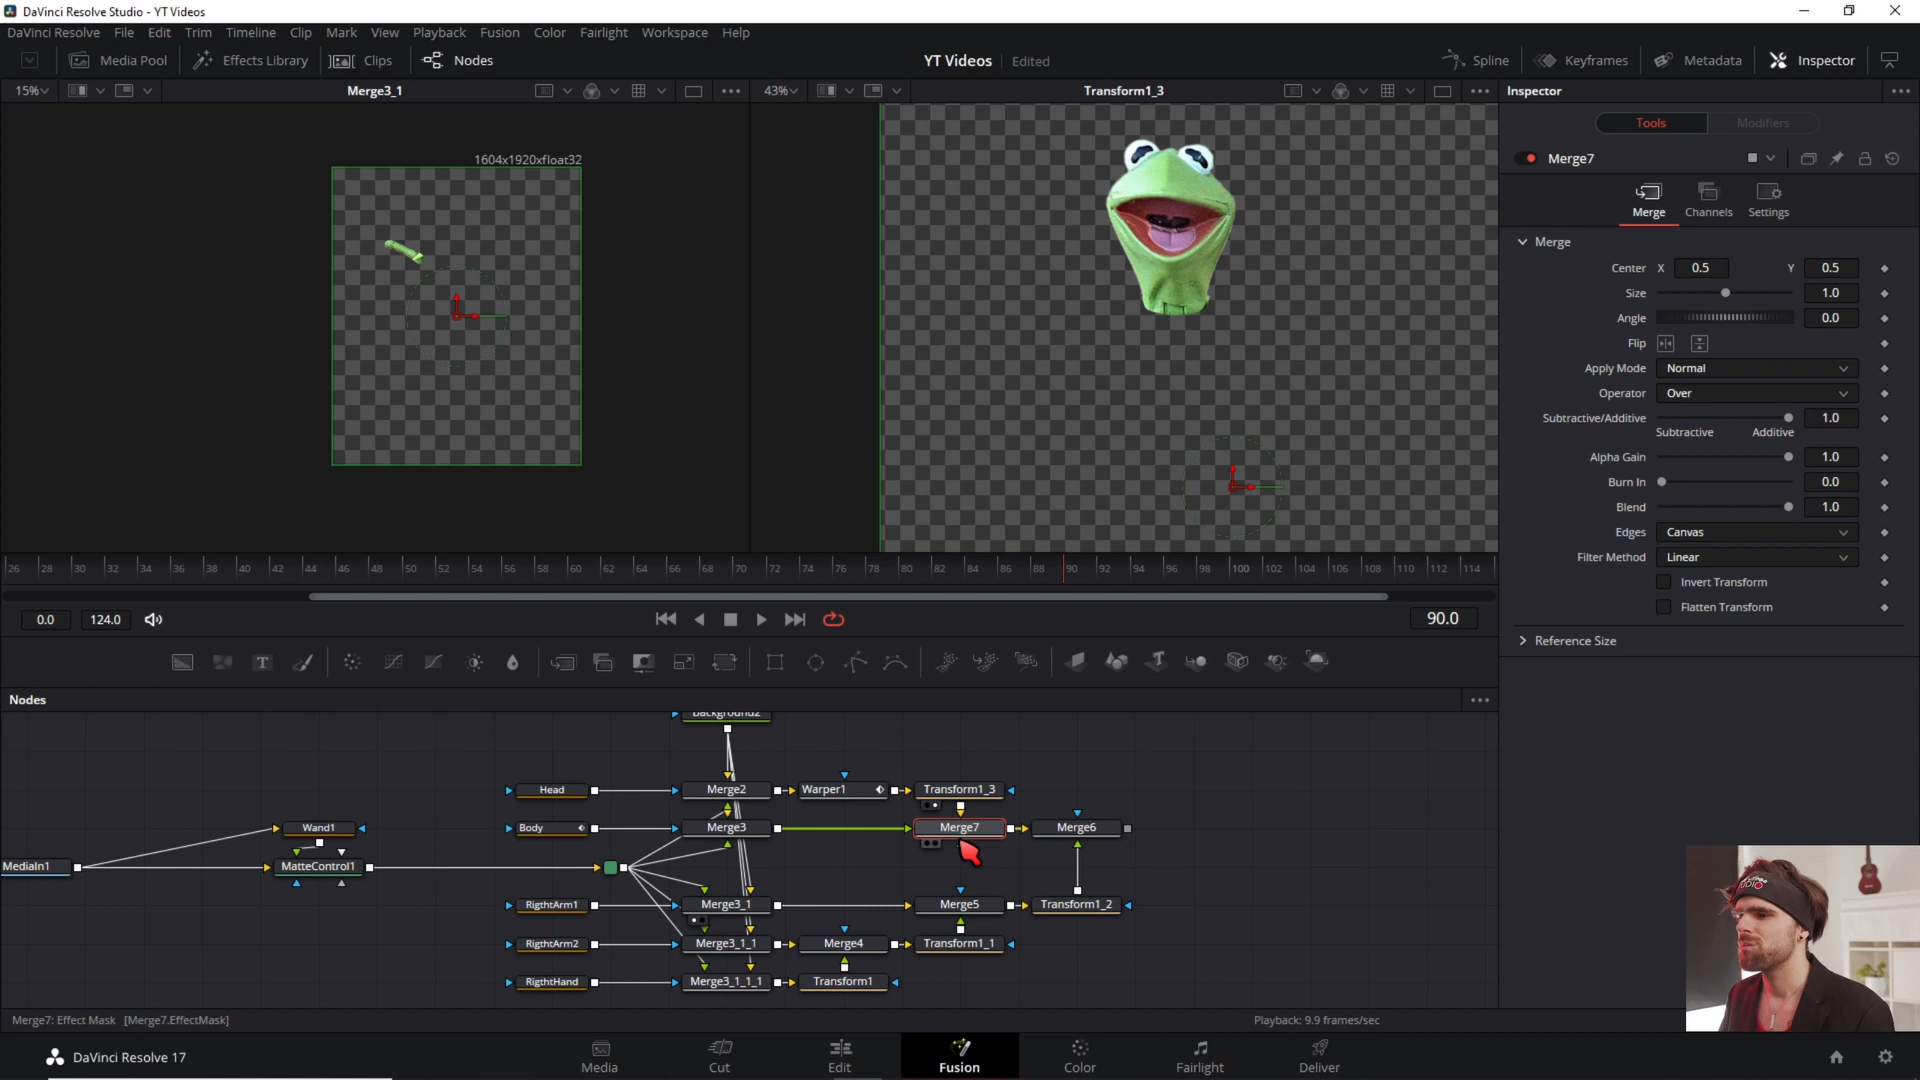 DaVinci Resolve Studio - YT Videos
DaVinci Resolve File Edit Trim Timeline Clip Mark View Playback Fusion Color Fairlight Workspace Help
Media Pool Effects Library Clips Nodes YT Videos Edited Spline Keyframes Metadata Inspector
15% Merge3_1 43% Transform1_3 Inspector
Tools Modifiers
1604x1920xfloat32
Merge7
Merge Channels Settings
Merge
Center X 0.5 Y 0.5
Size 1.0
Angle 0.0
Flip
Apply Mode Normal
Operator Over
Subtractive/Additive 1.0
Subtractive Additive
Alpha Gain 1.0
Burn In 0.0
Blend 1.0
Edges Canvas
Filter Method Linear
Invert Transform
Flatten Transform
Reference Size
26 28 30 32 34 36 38 40 42 44 46 48 50 52 54 56 58 60 62 64 66 68 70 72 74 76 78 80 82 84 86 88 90 92 94 96 98 100 102 104 106 108 110 112 114
0.0 124.0 90.0
Nodes
Background2
Head Merge2 Warper1 Transform1_3
Wand1 Body Merge3 Merge7 Merge6
MediaIn1 MatteControl1
RigthArm1 Merge3_1 Merge5 Transform1_2
RigthArm2 Merge3_1_1 Merge4 Transform1_1
RigthHand Merge3_1_1_1 Transform1
Merge7: Effect Mask [Merge7.EffectMask] Playback: 9.9 frames/sec
DaVinci Resolve 17 Media Cut Edit Fusion Color Fairlight Deliver